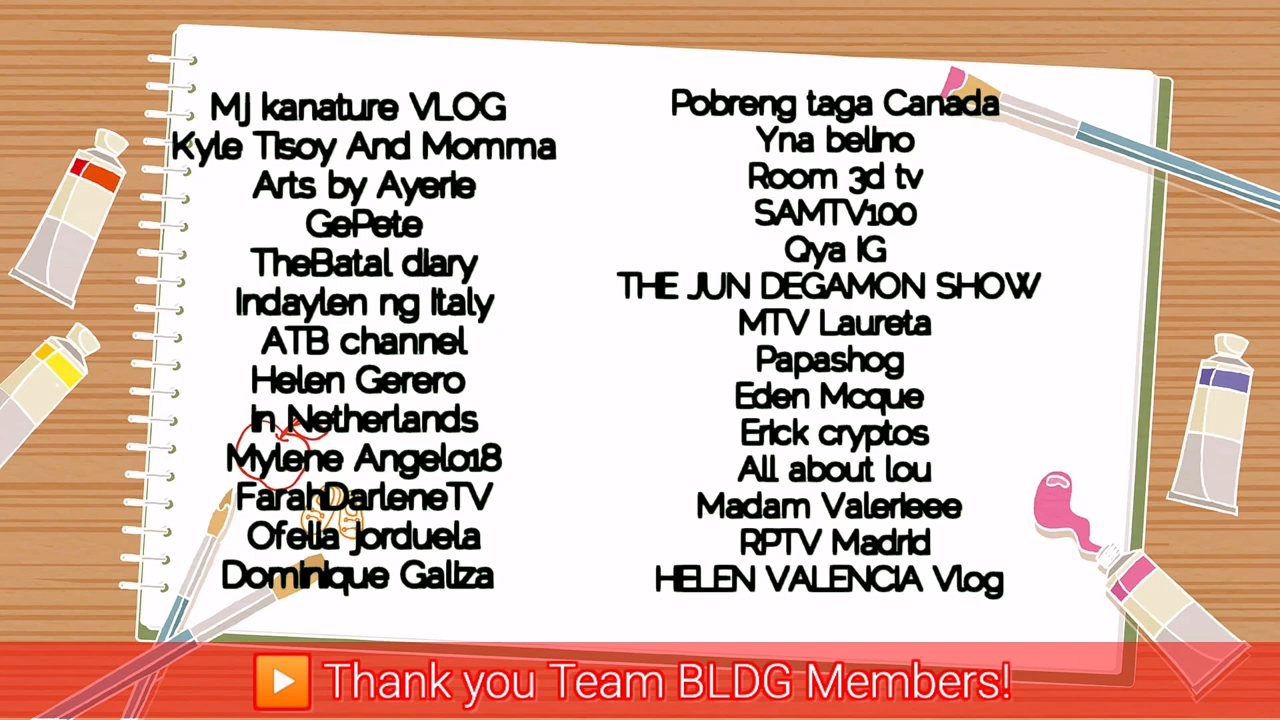 Mj kanature VLOG
Kyle Tisoy And Momma
Arts by Ayerie
GePete
TheBatal diary
Indaylen ng Italy
ATB channel
Helen Gerero
In Netherlands
Mylene Angelo18
FarahDarleneTV
Ofelia Jorduela
Dominique Galiza
Pobreng taga Canada
Yna belino
Room 3d tv
SAMTV100
Qya IG
THE JUN DEGAMON SHOW
MTV Laureta
Papashog
Eden Mcque
Erick cryptos
All about lou
Madam Valerieee
RPTV Madrid
HELEN VALENCIA Vlog
▶️ Thank you Team BLDG Members!